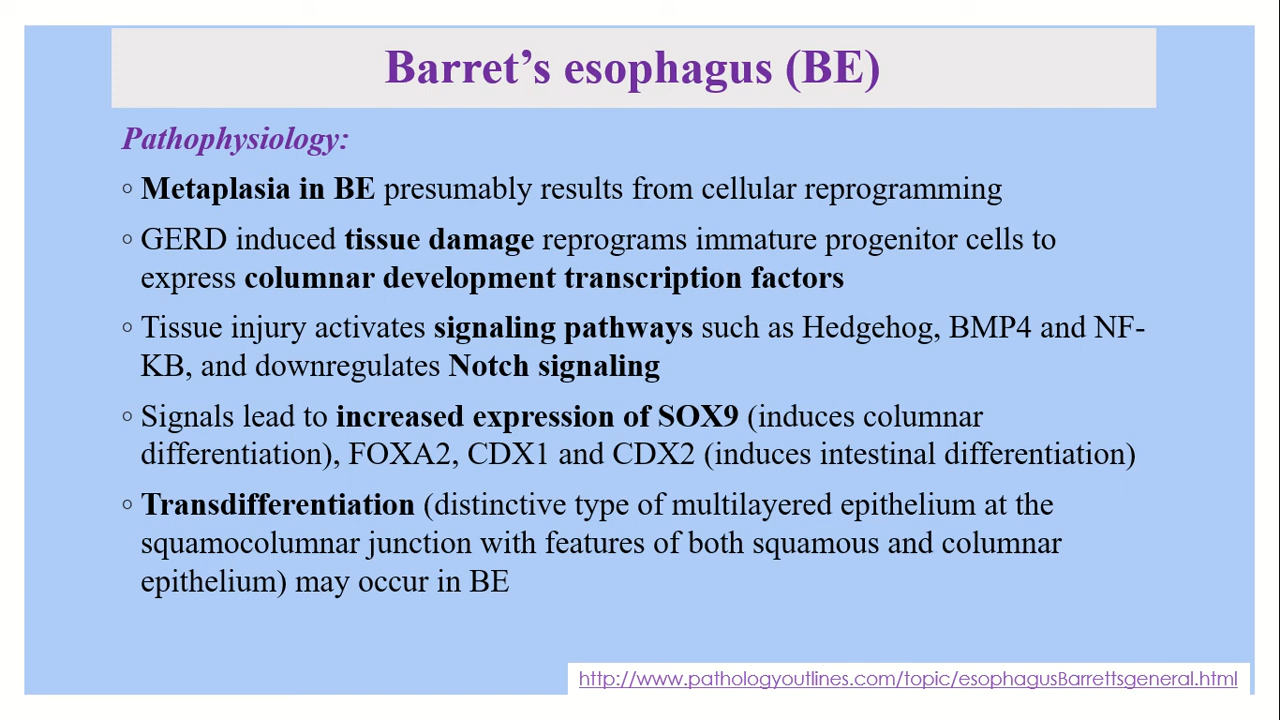 Barret’s esophagus (BE)
Pathophysiology:
◦ Metaplasia in BE presumably results from cellular reprogramming
◦ GERD induced tissue damage reprograms immature progenitor cells to
express columnar development transcription factors
◦ Tissue injury activates signaling pathways such as Hedgehog, BMP4 and NF-
KB, and downregulates Notch signaling
◦ Signals lead to increased expression of SOX9 (induces columnar
differentiation), FOXA2, CDX1 and CDX2 (induces intestinal differentiation)
◦ Transdifferentiation (distinctive type of multilayered epithelium at the
squamocolumnar junction with features of both squamous and columnar
epithelium) may occur in BE
http://www.pathologyoutlines.com/topic/esophagusBarrettsgeneral.html